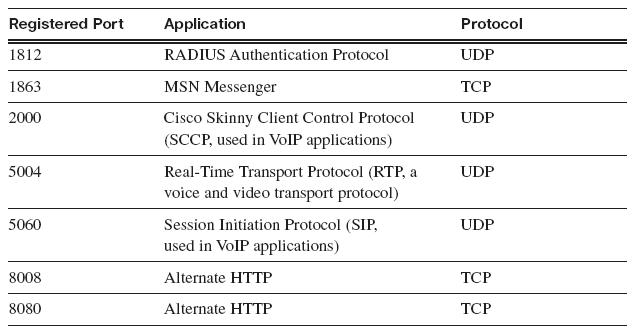 Registered Port Application Protocol
1812 RADIUS Authentication Protocol UDP
1863 MSN Messenger TCP
2000 Cisco Skinny Client Control Protocol UDP
(SCCP, used in VoIP applications)
5004 Real-Time Transport Protocol (RTP, a UDP
voice and video transport protocol)
5060 Session Initiation Protocol (SIP, UDP
used in VoIP applications)
8008 Alternate HTTP TCP
8080 Alternate HTTP TCP